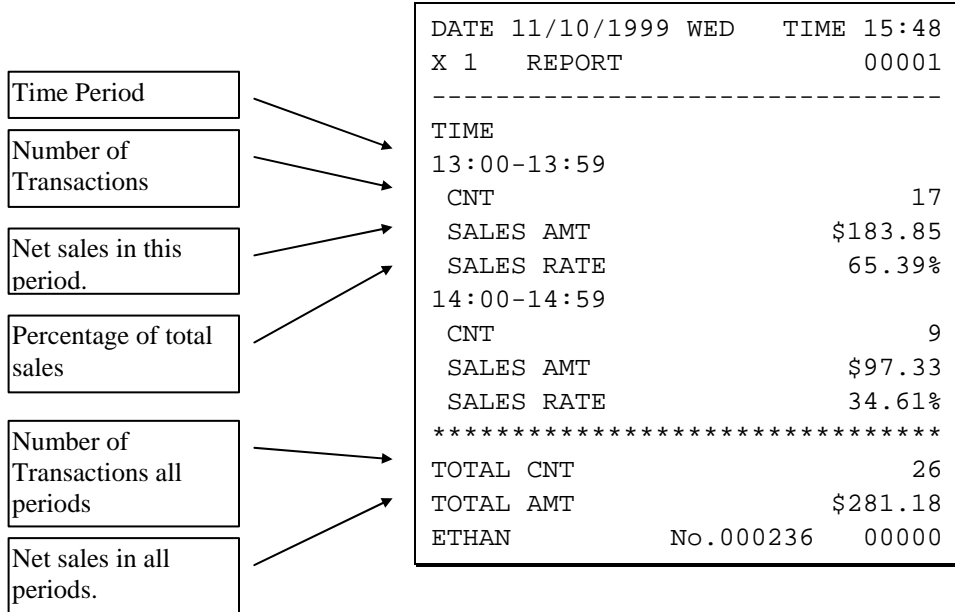 Time Period
Number of
Transactions
Net sales in this
period.
Percentage of total
sales
Number of
Transactions all
periods
Net sales in all
periods.
DATE 11/10/1999 WED TIME 15:48
X 1 REPORT 00001
--------------------------------
TIME
13:00-13:59
CNT 17
SALES AMT $183.85
SALES RATE 65.39%
14:00-14:59
CNT 9
SALES AMT $97.33
SALES RATE 34.61%
********************************
TOTAL CNT 26
TOTAL AMT $281.18
ETHAN No.000236 00000